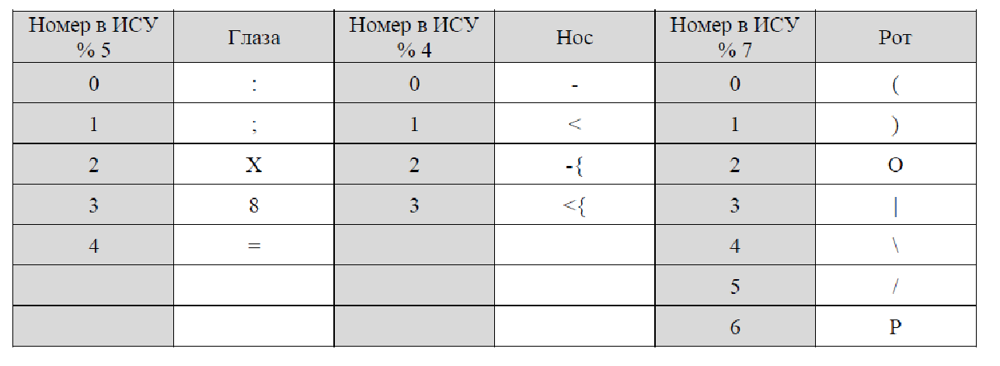 Номер в ИСУ % 5 Глаза Номер в ИСУ % 4 Нос Номер в ИСУ % 7 Рот
0 : 0 - 0 (
1 ; 1 < 1 )
2 X 2 -{ 2 O
3 8 3 <{ 3 |
4 = 4 \
5 /
6 P